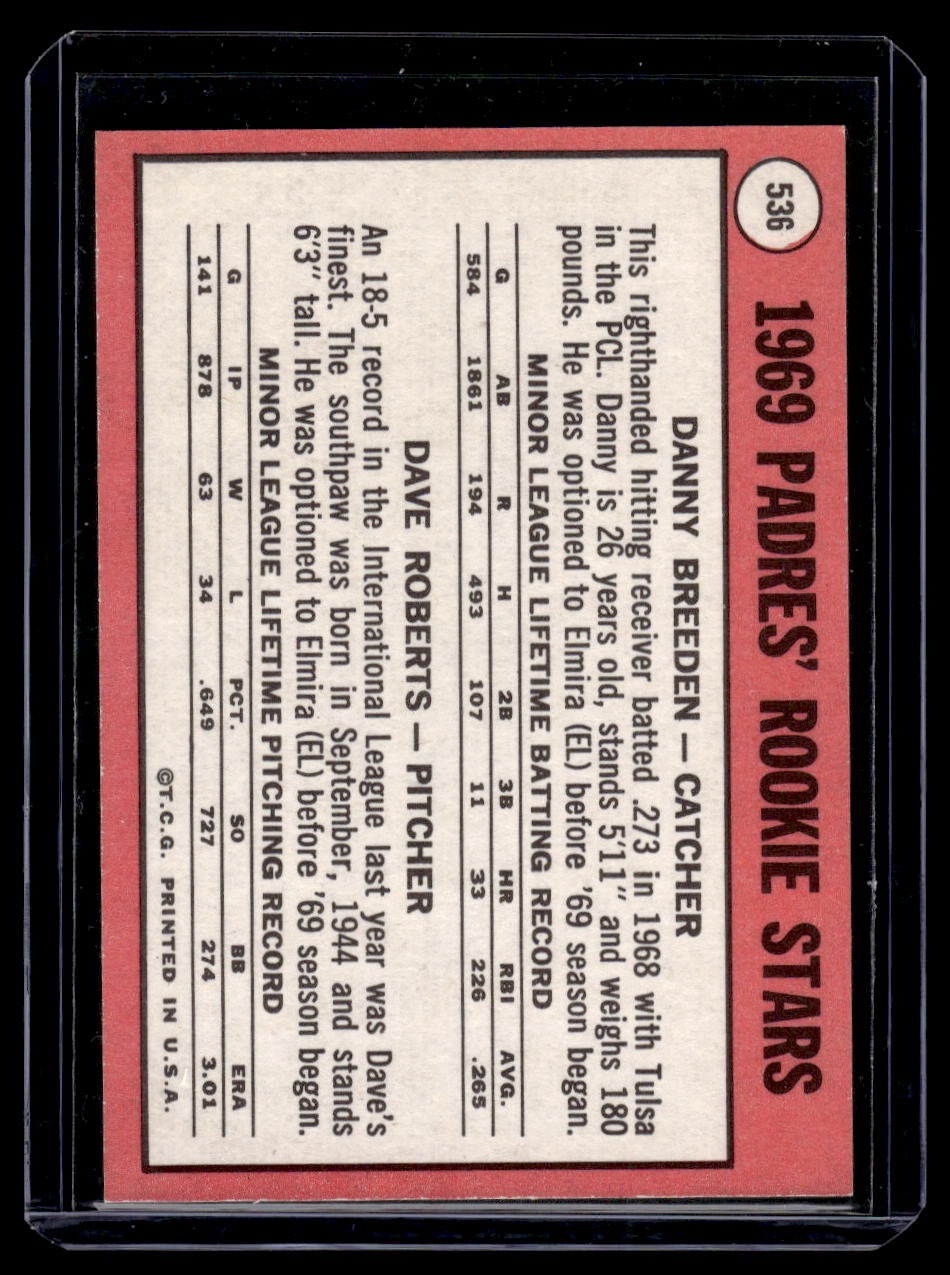 536
1969 PADRES' ROOKIE STARS
DANNY BREEDEN — CATCHER
This righthanded hitting receiver batted .273 in 1968 with Tulsa
in the PCL. Danny is 26 years old, stands 5'11" and weighs 180
pounds. He was optioned to Elmira (EL) before '69 season began.
MINOR LEAGUE LIFETIME BATTING RECORD
G AB R H 2B 3B HR RBI AVG.
584 1861 194 493 107 11 33 226 .265
DAVE ROBERTS — PITCHER
An 18-5 record in the International League last year was Dave's
finest. The southpaw was born in September, 1944 and stands
6'3" tall. He was optioned to Elmira (EL) before '69 season began.
MINOR LEAGUE LIFETIME PITCHING RECORD
G IP W L PCT. SO BB ERA
141 878 63 34 .649 727 274 3.01
©T.C.G. PRINTED IN U.S.A.